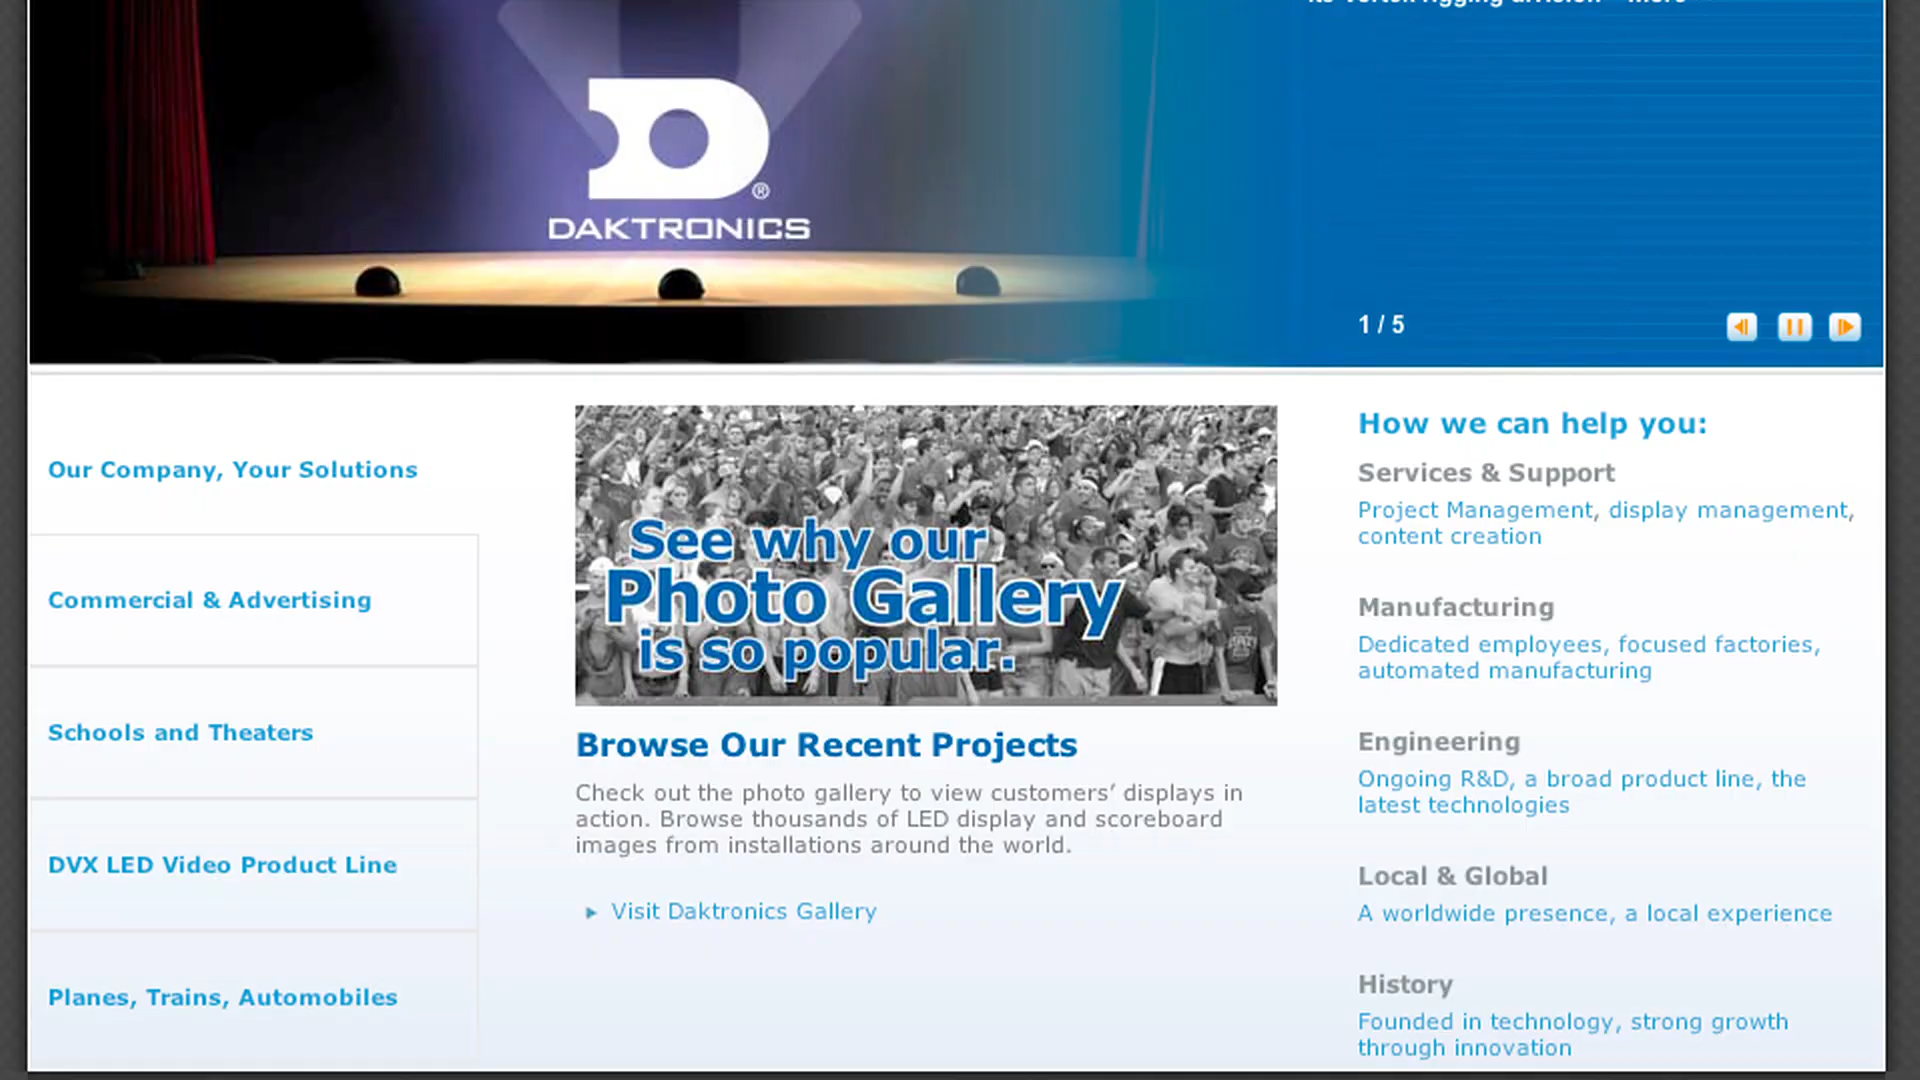 its Vortek rigging division - more
D®
DAKTRONICS
1 / 5
Our Company, Your Solutions
Commercial & Advertising
Schools and Theaters
DVX LED Video Product Line
Planes, Trains, Automobiles
See why our
Photo Gallery
is so popular.
Browse Our Recent Projects
Check out the photo gallery to view customers’ displays in
action. Browse thousands of LED display and scoreboard
images from installations around the world.
Visit Daktronics Gallery
How we can help you:
Services & Support
Project Management, display management,
content creation
Manufacturing
Dedicated employees, focused factories,
automated manufacturing
Engineering
Ongoing R&D, a broad product line, the
latest technologies
Local & Global
A worldwide presence, a local experience
History
Founded in technology, strong growth
through innovation